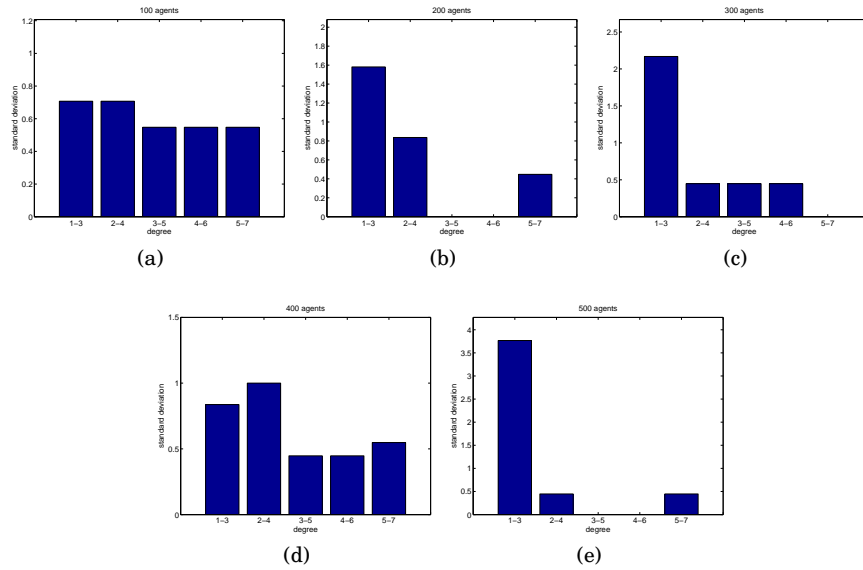 100 agents
1.2
1
0.8
0.6
0.4
0.2
0
standard deviation
1−3 2−4 3−5 4−6 5−7
degree
(a)
200 agents
2
1.8
1.6
1.4
1.2
1
0.8
0.6
0.4
0.2
0
standard deviation
1−3 2−4 3−5 4−6 5−7
degree
(b)
300 agents
2.5
2
1.5
1
0.5
0
standard deviation
1−3 2−4 3−5 4−6 5−7
degree
(c)
400 agents
1.5
1
0.5
0
standard deviation
1−3 2−4 3−5 4−6 5−7
degree
(d)
500 agents
4
3.5
3
2.5
2
1.5
1
0.5
0
standard deviation
1−3 2−4 3−5 4−6 5−7
degree
(e)